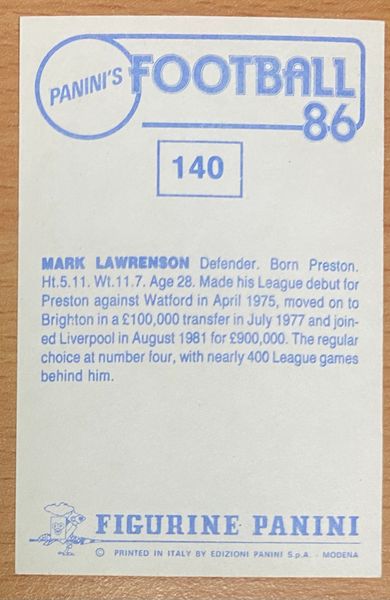 PANINI'S FOOTBALL
86
140
MARK LAWRENSON Defender. Born Preston.
Ht.5.11. Wt.11.7. Age 28. Made his League debut for
Preston against Watford in April 1975, moved on to
Brighton in a £100,000 transfer in July 1977 and join-
ed Liverpool in August 1981 for £900,000. The regular
choice at number four, with nearly 400 League games
behind him.
FIGURINE PANINI
© PRINTED IN ITALY BY EDIZIONI PANINI S.p.A. - MODENA